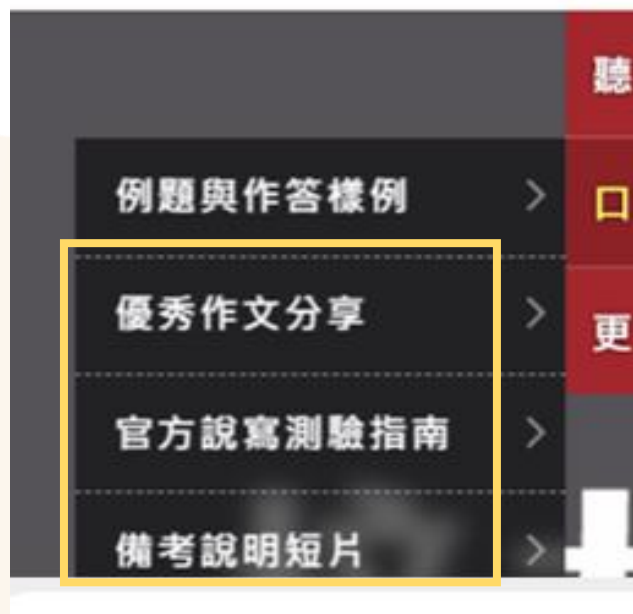 聽
例題與作答樣例
口
優秀作文分享
更
官方說寫測驗指南
備考說明短片